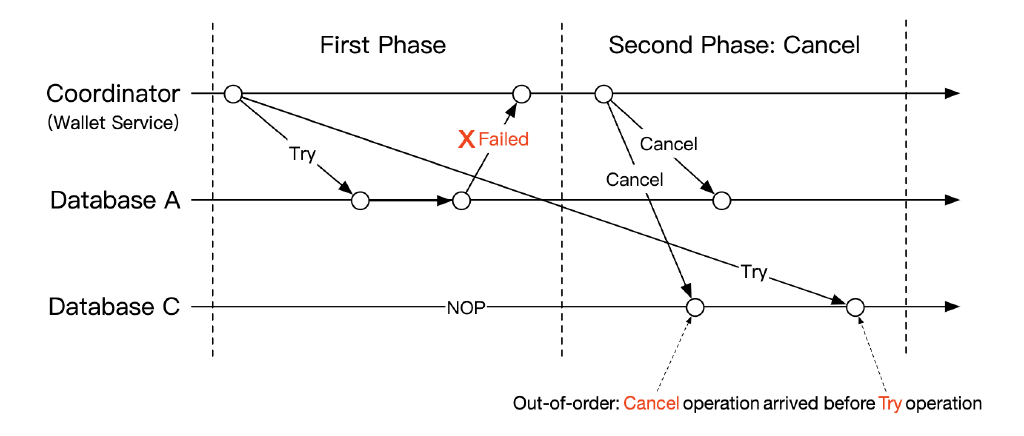 First Phase
Second Phase: Cancel
Coordinator
(Wallet Service)
X Failed
Try
Cancel
Cancel
Database A
Try
Database C
NOP
Out-of-order: Cancel operation arrived before Try operation